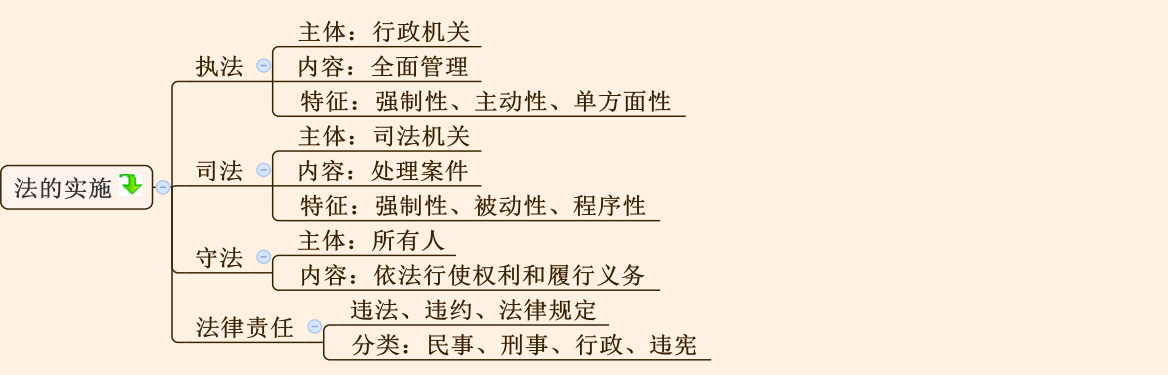 法的实施
执法
主体：行政机关
内容：全面管理
特征：强制性、主动性、单方面性
司法
主体：司法机关
内容：处理案件
特征：强制性、被动性、程序性
守法
主体：所有人
内容：依法行使权利和履行义务
法律责任
违法、违约、法律规定
分类：民事、刑事、行政、违宪